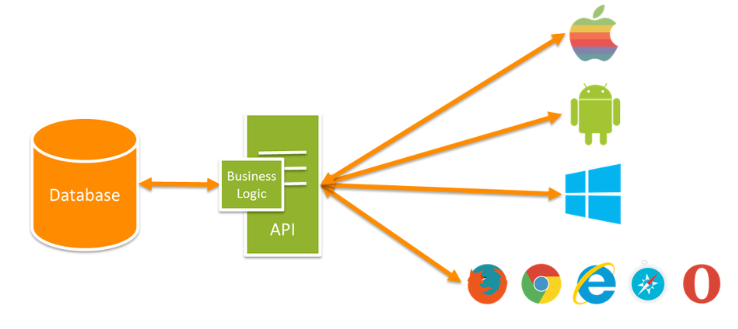 Database
Business
Logic
API